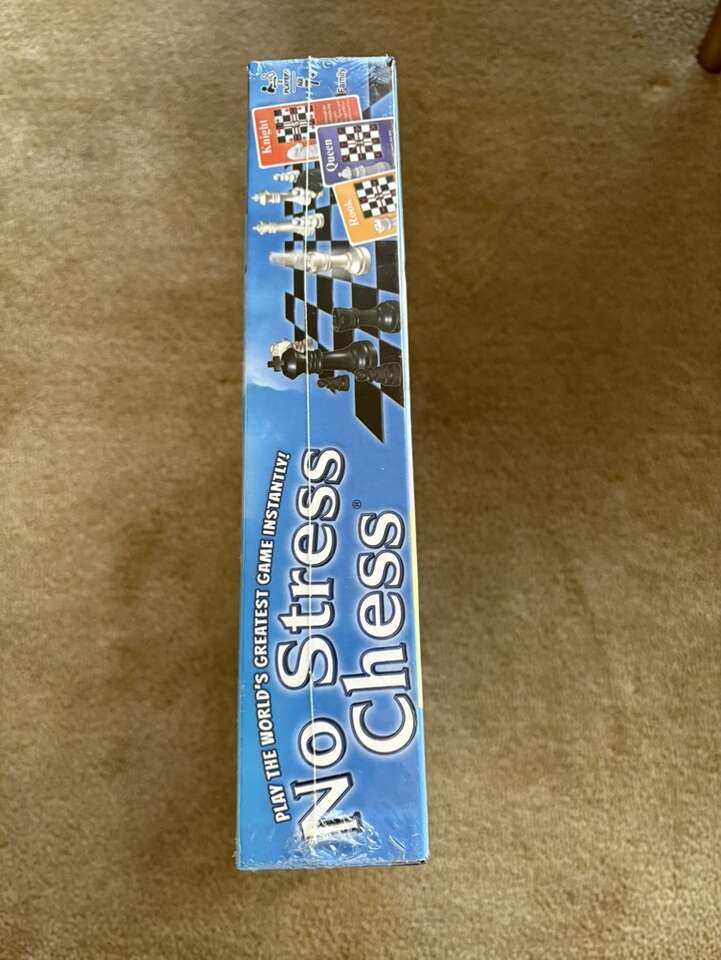 PLAY THE WORLD'S GREATEST GAME INSTANTLY!
No Stress
Chess®
Knight
Queen
Rook
Family